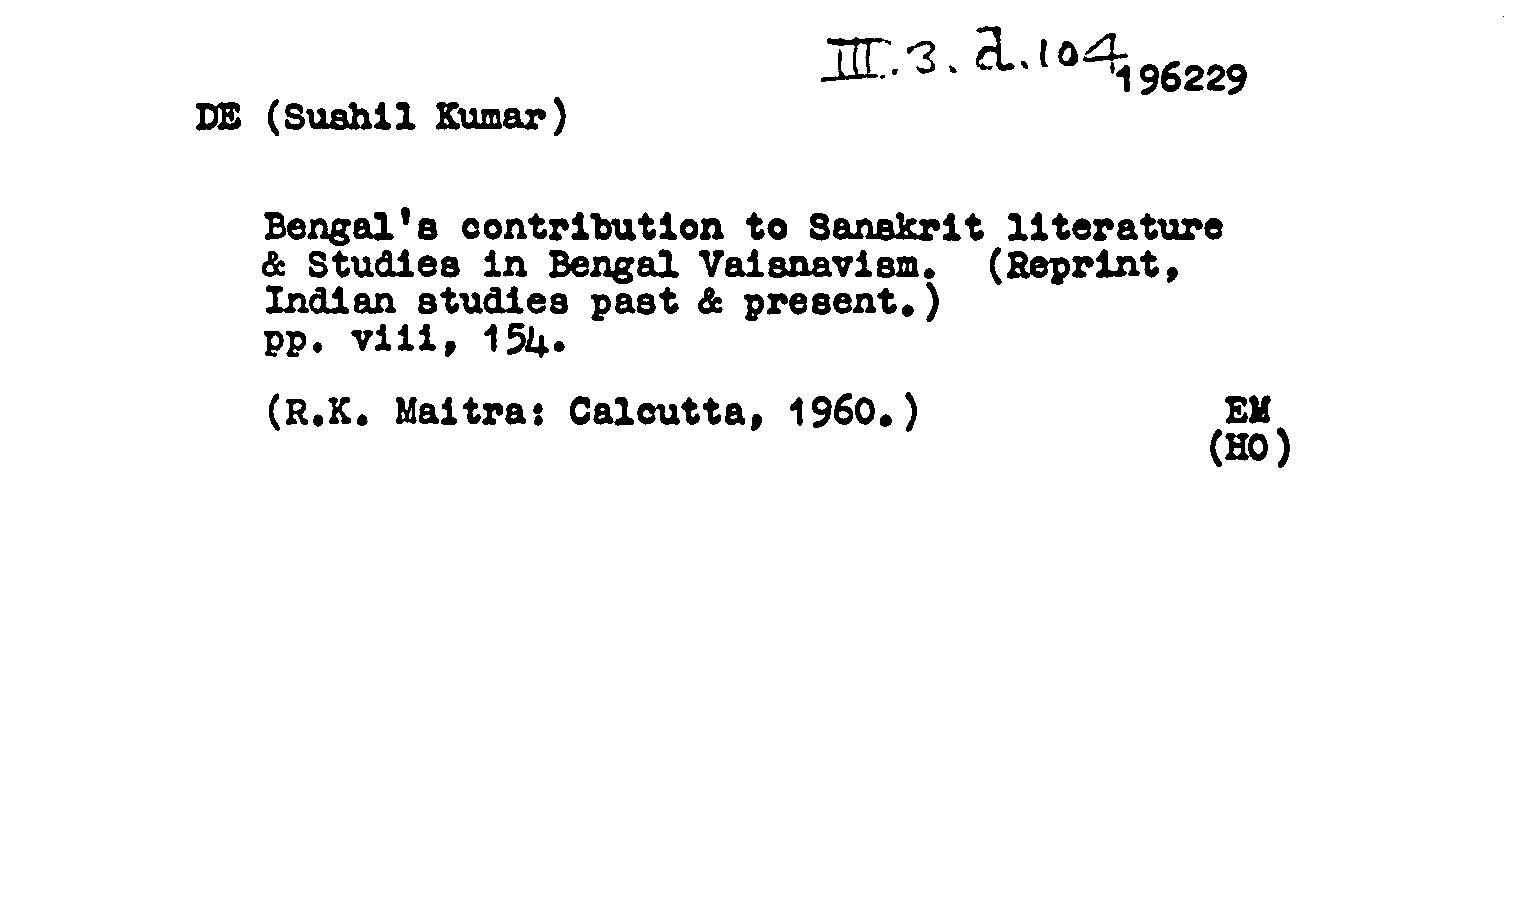 III.3.d.104
196229
DE (Sushil Kumar)
Bengal's contribution to Sanskrit literature
& Studies in Bengal Vaisnavism. (Reprint,
Indian studies past & present.)
pp. viii, 154.
(R.K. Maitra: Calcutta, 1960.) EM
(HO)